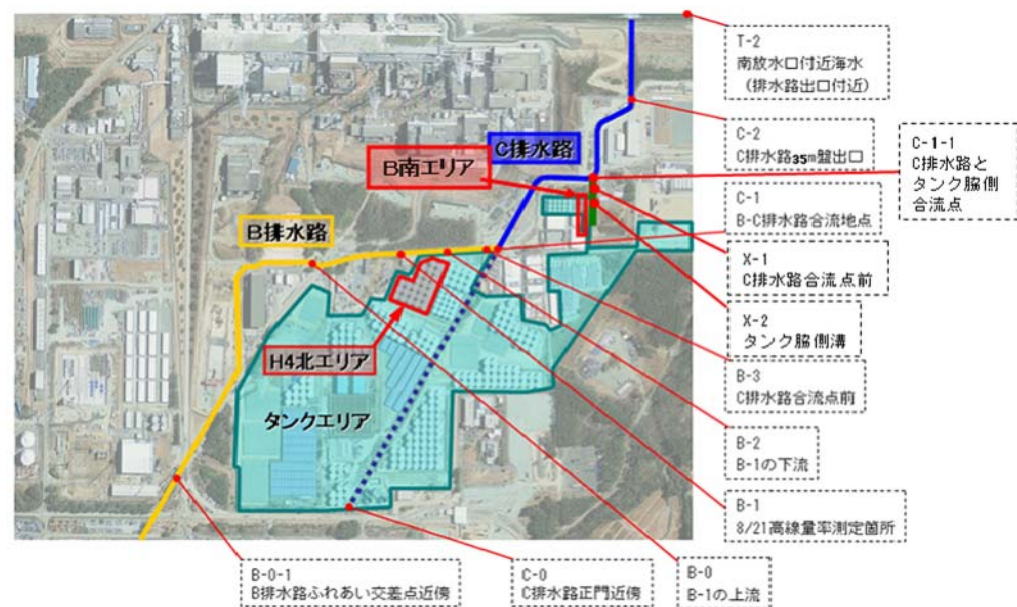 T-2
南放水口付近海水
(排水路出口付近)
C-2
C排水路35m盤出口
C-1-1
C排水路と
タンク脇側
合流点
C-1
B-C排水路合流地点
X-1
C排水路合流点前
X-2
タンク脇側溝
B-3
C排水路合流点前
B-2
B-1の下流
B-1
8/21高線量率測定箇所
B-0
B-1の上流
C-0
C排水路正門近傍
B-0-1
B排水路ふれあい交差点近傍
C排水路
B南エリア
B排水路
H4北エリア
タンクエリア